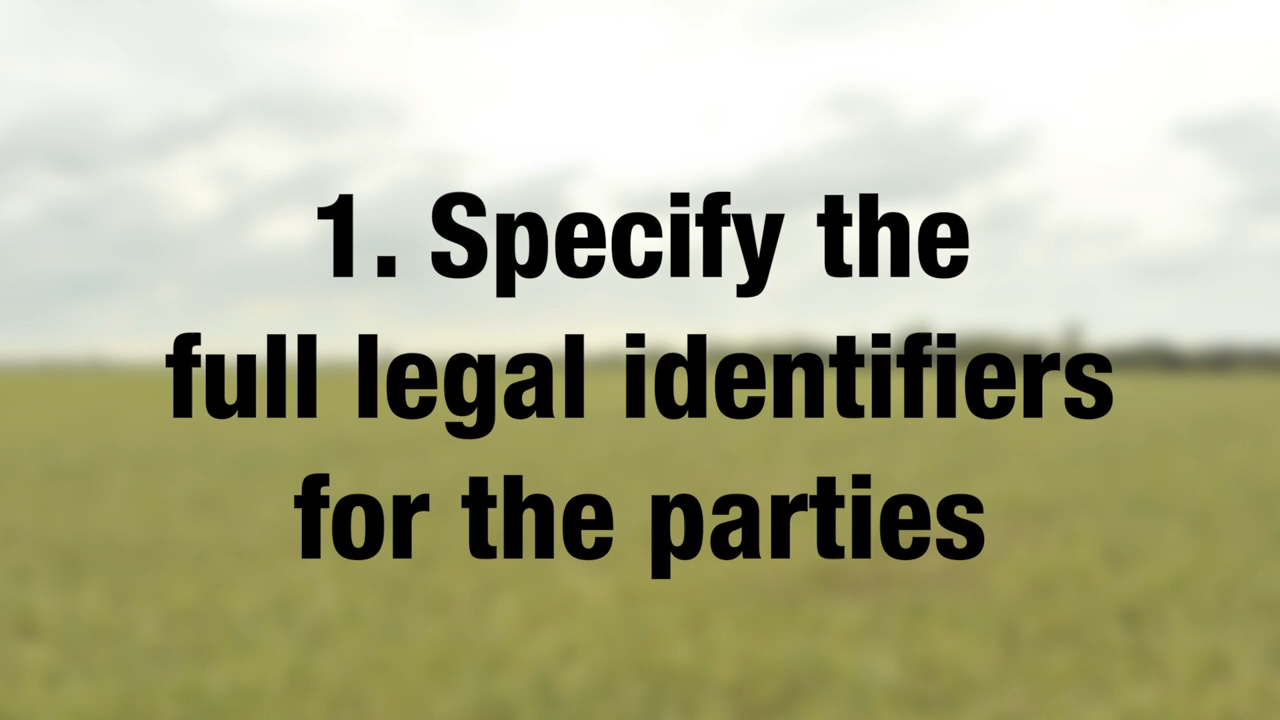 1. Specify the
full legal identifiers
for the parties